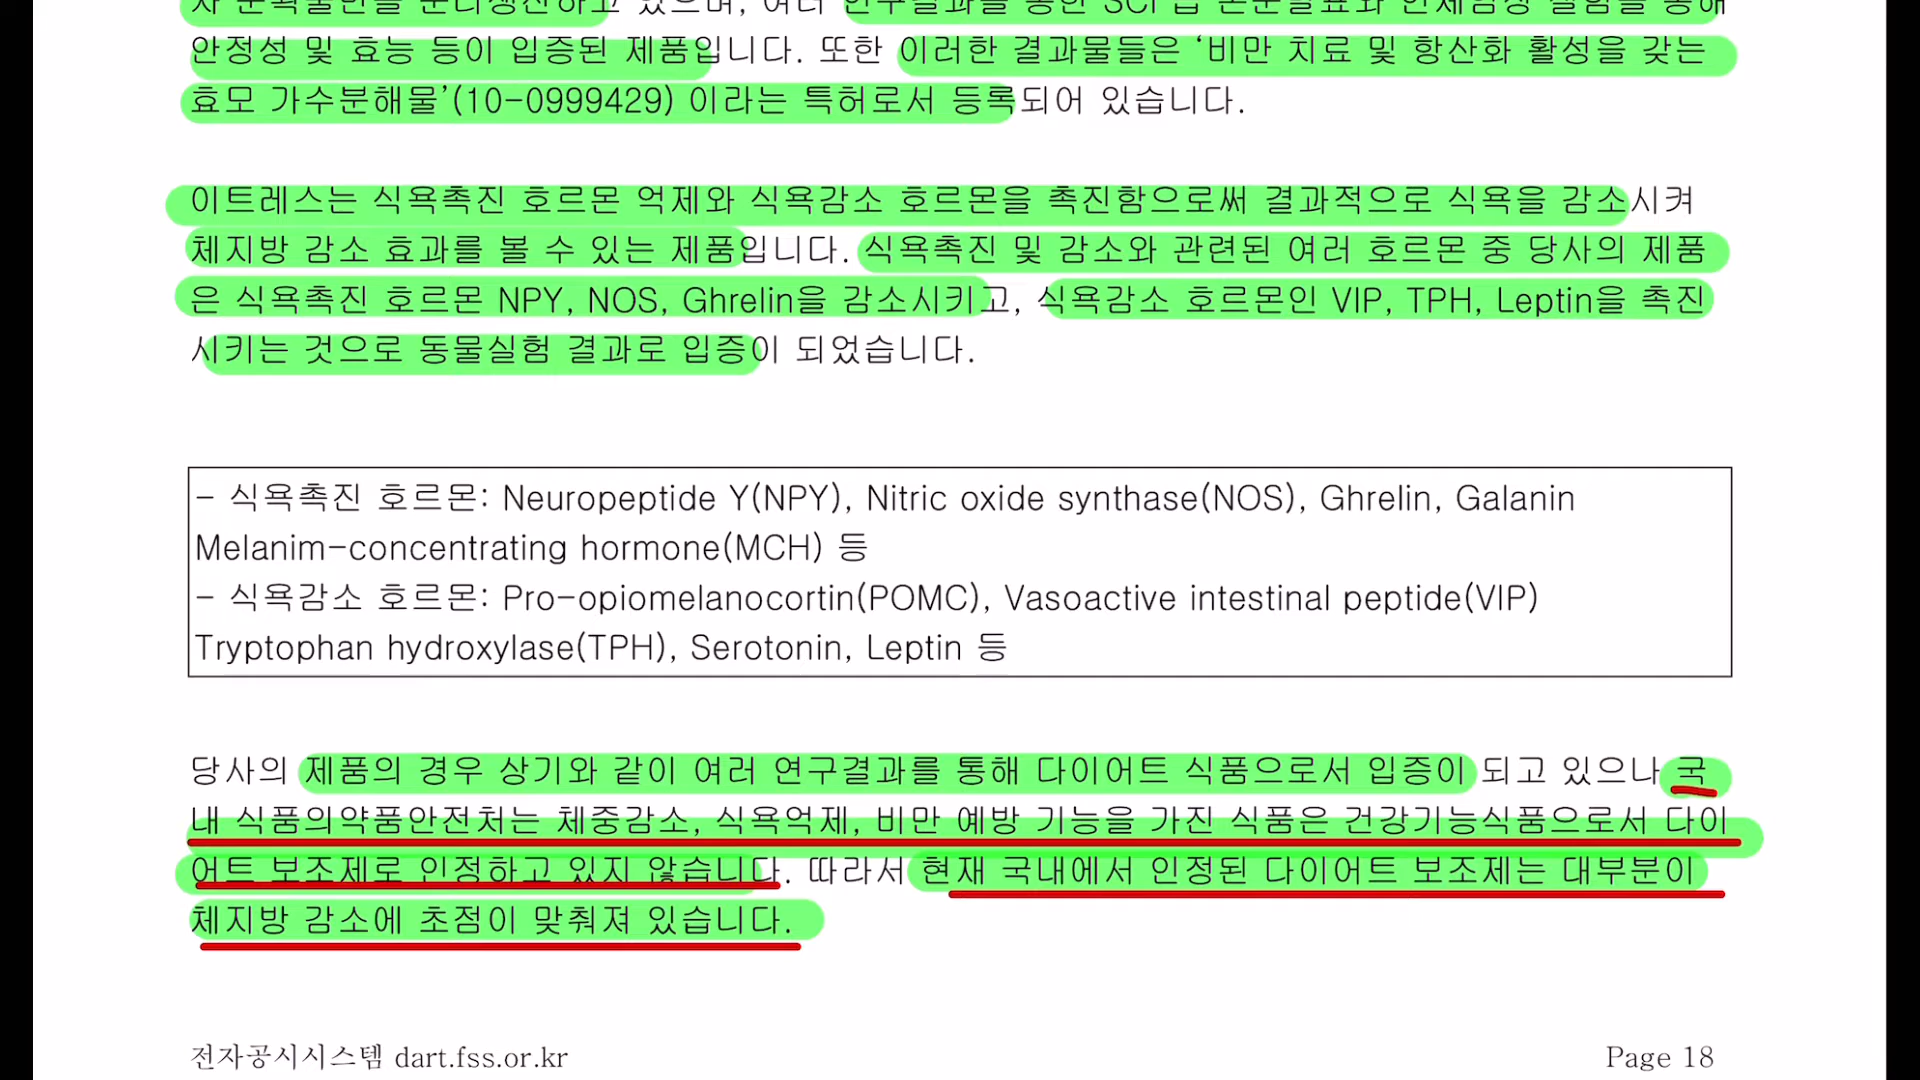 안정성 및 효능 등이 입증된 제품입니다. 또한 이러한 결과물들은 ‘비만 치료 및 항산화 활성을 갖는
효모 가수분해물’(10-0999429) 이라는 특허로서 등록되어 있습니다.
이트레스는 식욕촉진 호르몬 억제와 식욕감소 호르몬을 촉진함으로써 결과적으로 식욕을 감소시켜
체지방 감소 효과를 볼 수 있는 제품입니다. 식욕촉진 및 감소와 관련된 여러 호르몬 중 당사의 제품
은 식욕촉진 호르몬 NPY, NOS, Ghrelin을 감소시키고, 식욕감소 호르몬인 VIP, TPH, Leptin을 촉진
시키는 것으로 동물실험 결과로 입증이 되었습니다.
- 식욕촉진 호르몬: Neuropeptide Y(NPY), Nitric oxide synthase(NOS), Ghrelin, Galanin
Melanim-concentrating hormone(MCH) 등
- 식욕감소 호르몬: Pro-opiomelanocortin(POMC), Vasoactive intestinal peptide(VIP)
Tryptophan hydroxylase(TPH), Serotonin, Leptin 등
당사의 제품의 경우 상기와 같이 여러 연구결과를 통해 다이어트 식품으로서 입증이 되고 있으나 국
내 식품의약품안전처는 체중감소, 식욕억제, 비만 예방 기능을 가진 식품은 건강기능식품으로서 다이
어트 보조제로 인정하고 있지 않습니다. 따라서 현재 국내에서 인정된 다이어트 보조제는 대부분이
체지방 감소에 초점이 맞춰져 있습니다.
전자공시시스템 dart.fss.or.kr
Page 18